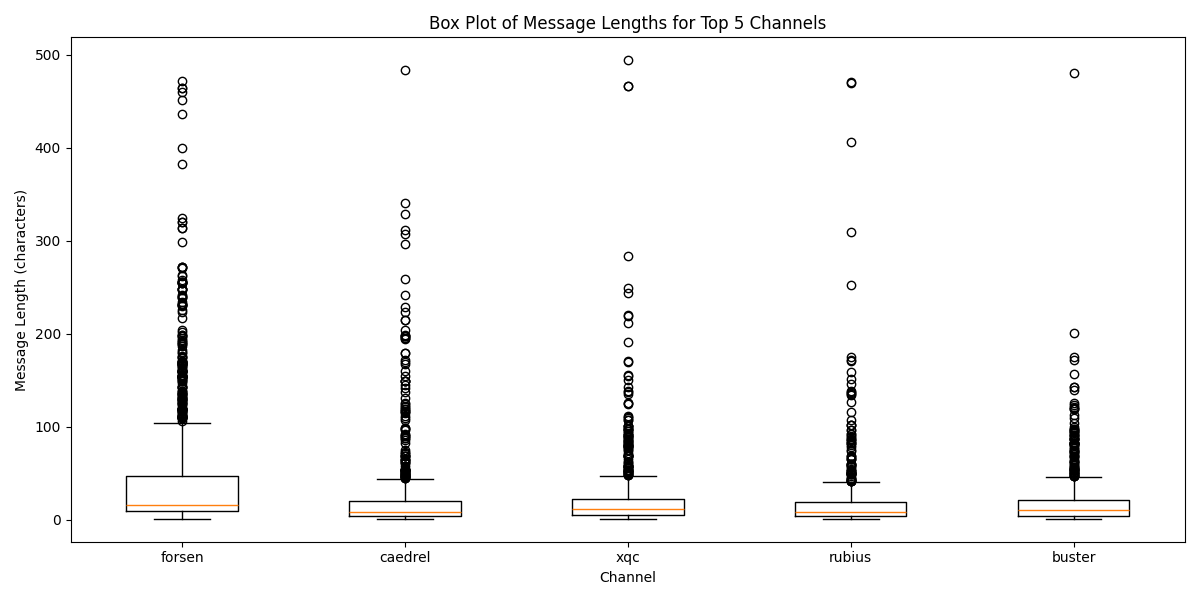 Box Plot of Message Lengths for Top 5 Channels
Message Length (characters)
500
400
300
200
100
0
forsen caedrel xqc rubius buster
Channel